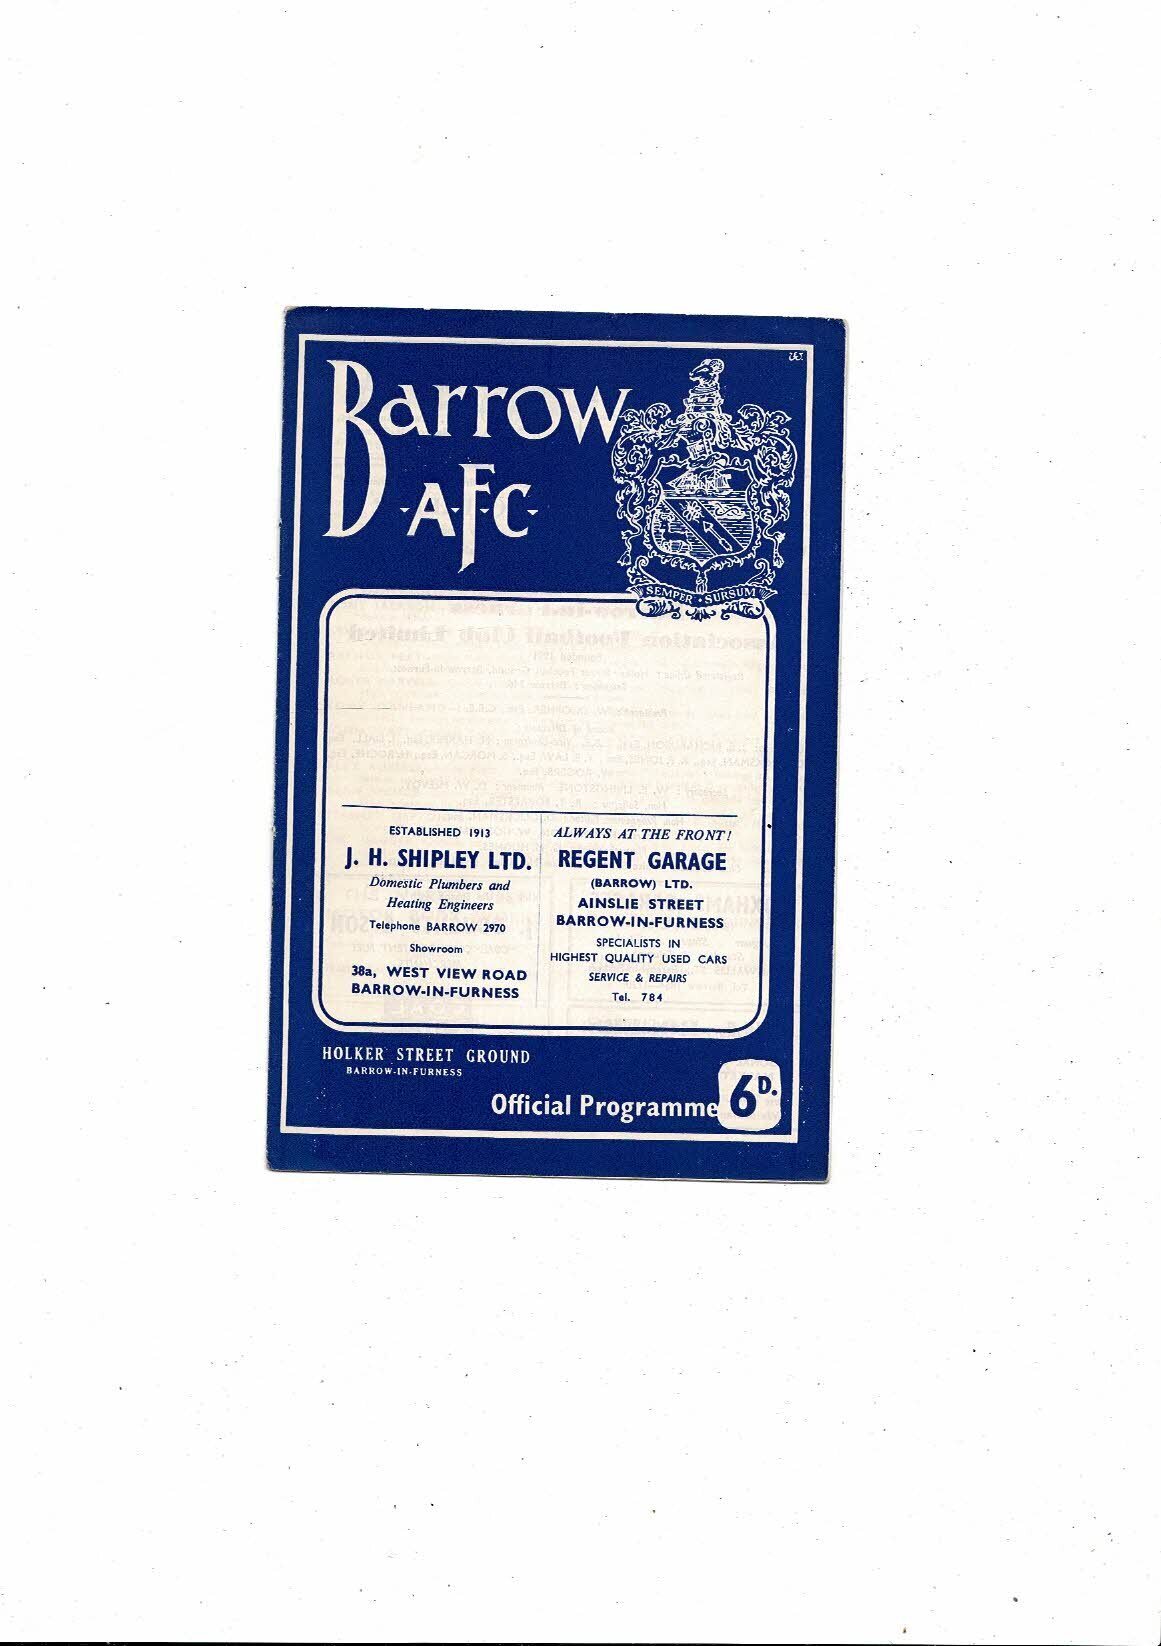 Barrow
A.F.C.
SEMPER • SURSUM
ESTABLISHED 1913
J. H. SHIPLEY LTD.
Domestic Plumbers and
Heating Engineers
Telephone BARROW 2970
Showroom
38a, WEST VIEW ROAD
BARROW-IN-FURNESS
ALWAYS AT THE FRONT!
REGENT GARAGE
(BARROW) LTD.
AINSLIE STREET
BARROW-IN-FURNESS
SPECIALISTS IN
HIGHEST QUALITY USED CARS
SERVICE & REPAIRS
Tel. 784
HOLKER STREET GROUND
BARROW-IN-FURNESS
Official Programme 6D.